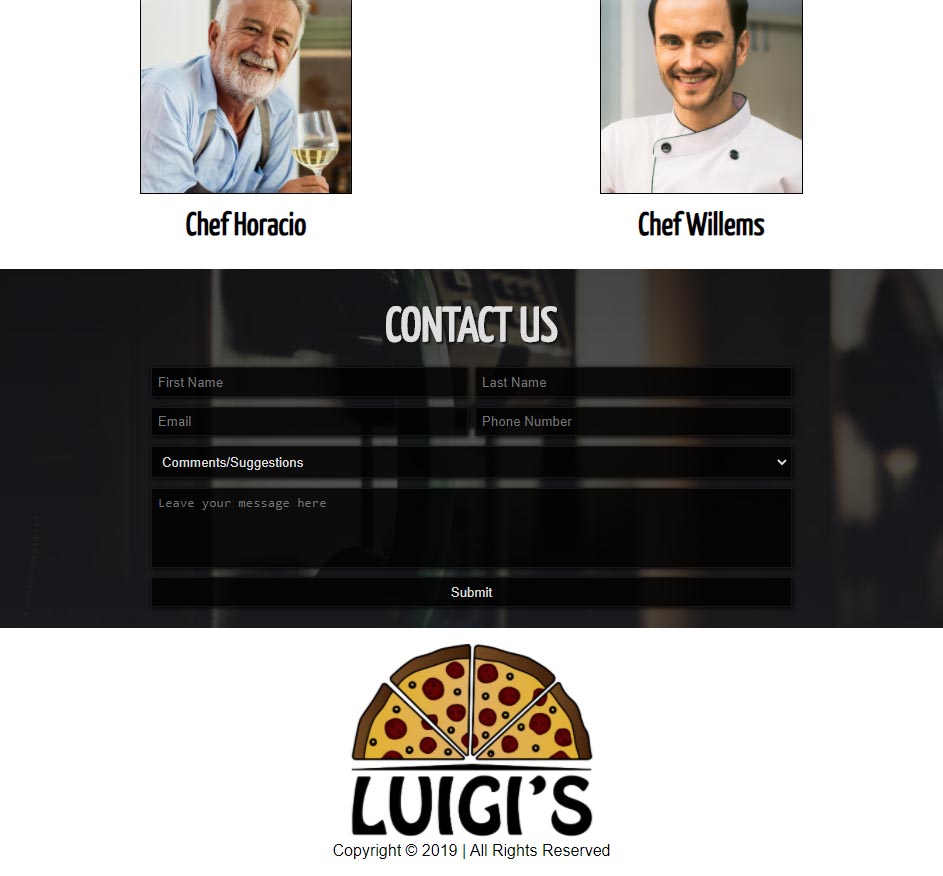 Chef Horacio
Chef Willems
CONTACT US
First Name
Last Name
Email
Phone Number
Comments/Suggestions
Leave your message here
Submit
LUIGI'S
Copyright © 2019 | All Rights Reserved